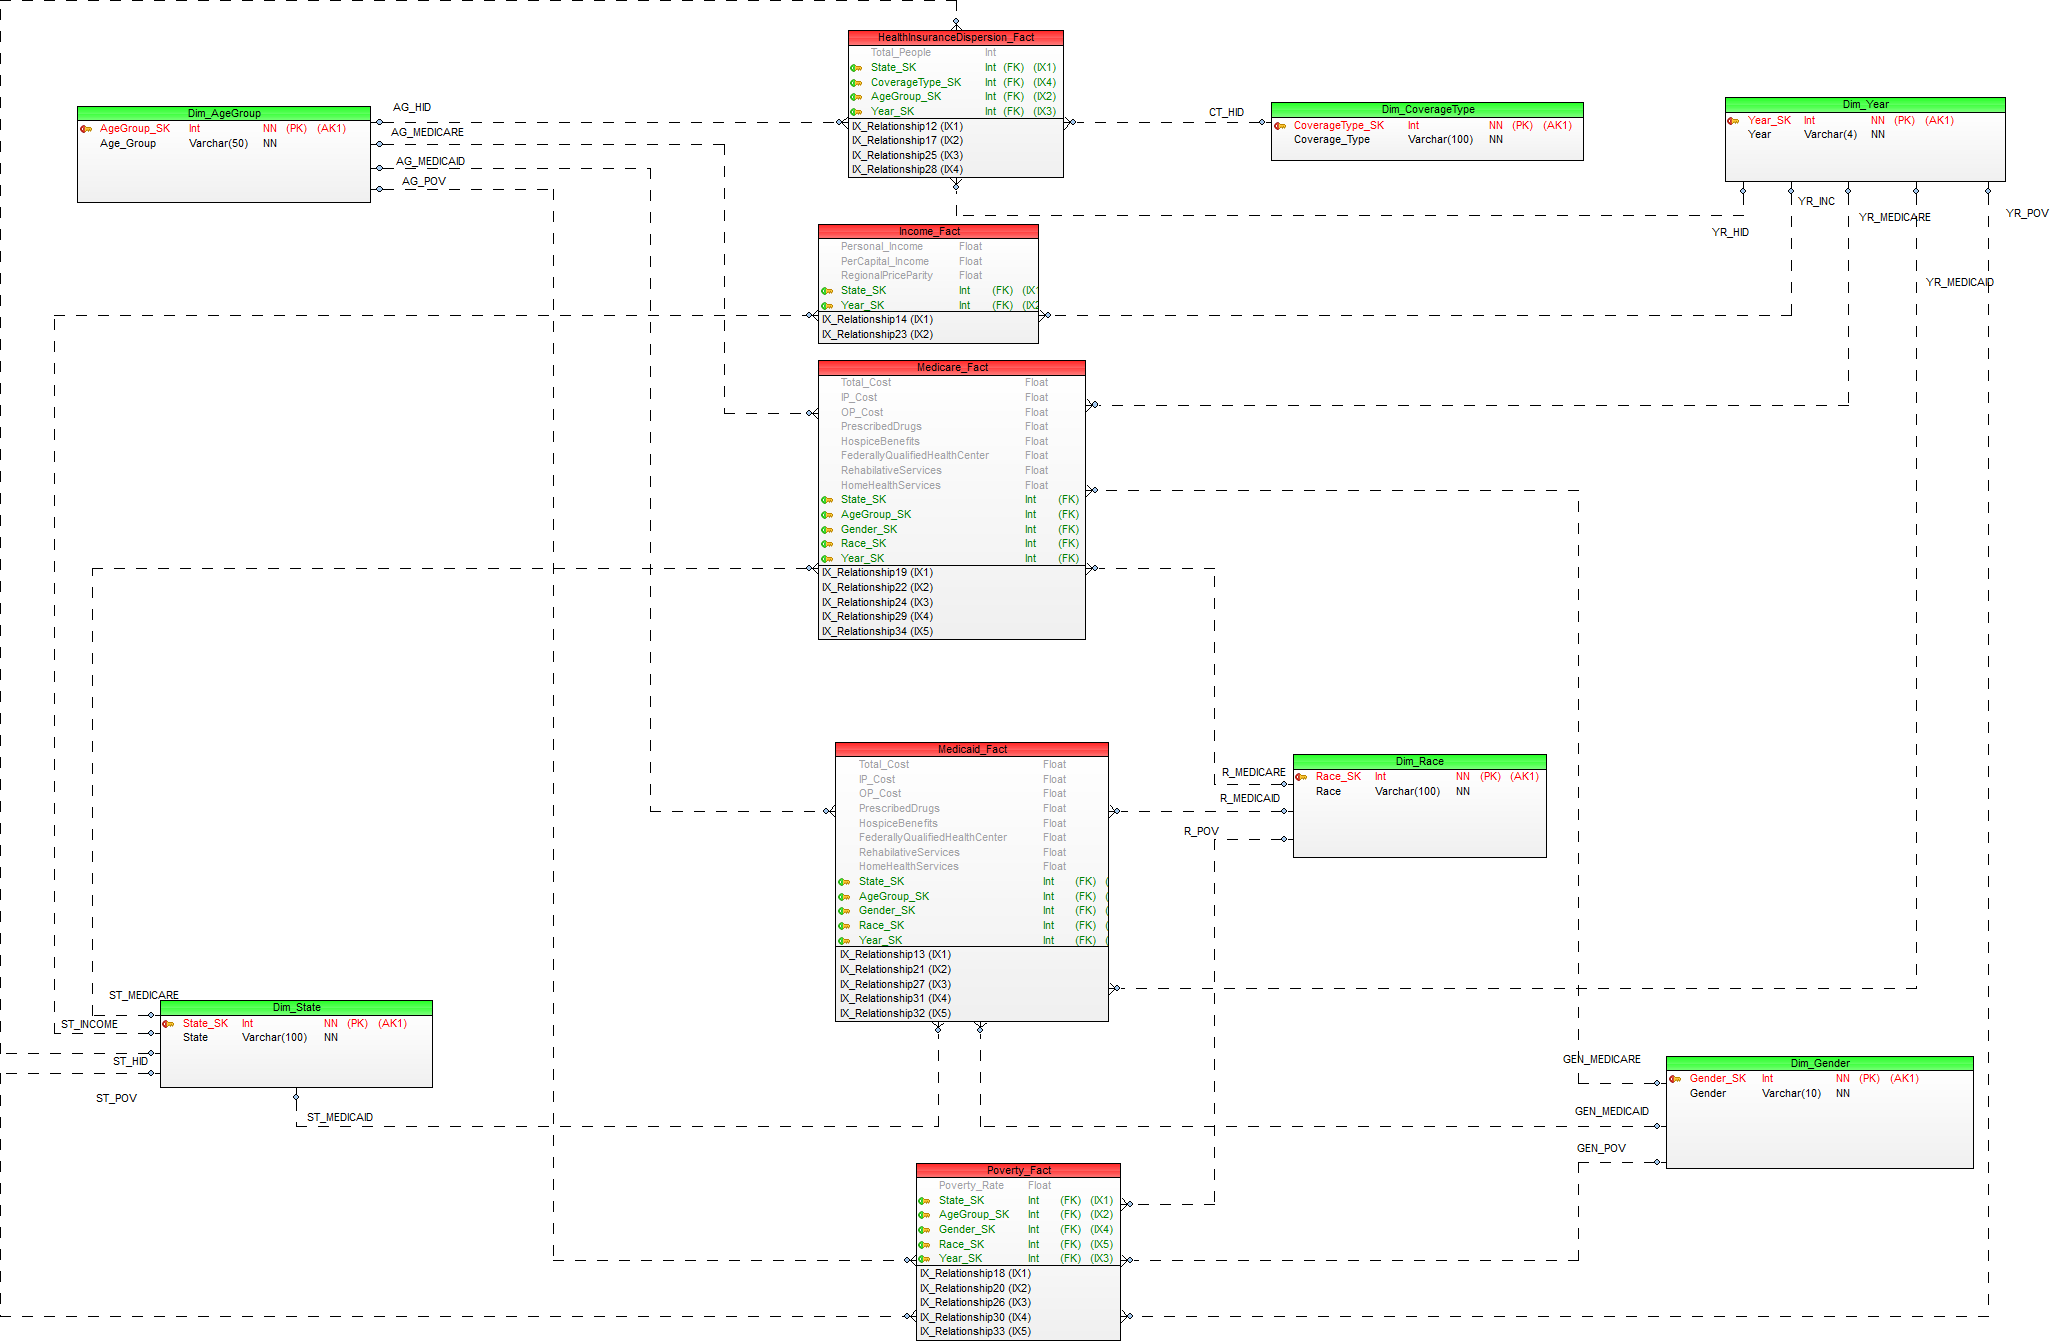 HealthInsuranceDispersion_Fact
Total_People Int
State_SK Int (FK) (IX1)
CoverageType_SK Int (FK) (IX4)
AgeGroup_SK Int (FK) (IX2)
Year_SK Int (FK) (IX3)
IX_Relationship12 (IX1)
IX_Relationship17 (IX2)
IX_Relationship25 (IX3)
IX_Relationship28 (IX4)
Dim_AgeGroup
AgeGroup_SK Int NN (PK) (AK1)
Age_Group Varchar(50) NN
AG_HID
AG_MEDICARE
AG_MEDICAID
AG_POV
CT_HID
Dim_CoverageType
CoverageType_SK Int NN (PK) (AK1)
Coverage_Type Varchar(100) NN
Dim_Year
Year_SK Int NN (PK) (AK1)
Year Varchar(4) NN
YR_HID
YR_INC
YR_MEDICARE
YR_MEDICAID
YR_POV
Income_Fact
Personal_Income Float
PerCapital_Income Float
RegionalPriceParity Float
State_SK Int (FK) (IX1
Year_SK Int (FK) (IX2
IX_Relationship14 (IX1)
IX_Relationship23 (IX2)
Medicare_Fact
Total_Cost Float
IP_Cost Float
OP_Cost Float
PrescribedDrugs Float
HospiceBenefits Float
FederallyQualifiedHealthCenter Float
RehabilativeServices Float
HomeHealthServices Float
State_SK Int (FK)
AgeGroup_SK Int (FK)
Gender_SK Int (FK)
Race_SK Int (FK)
Year_SK Int (FK)
IX_Relationship19 (IX1)
IX_Relationship22 (IX2)
IX_Relationship24 (IX3)
IX_Relationship29 (IX4)
IX_Relationship34 (IX5)
Medicaid_Fact
Total_Cost Float
IP_Cost Float
OP_Cost Float
PrescribedDrugs Float
HospiceBenefits Float
FederallyQualifiedHealthCenter Float
RehabilativeServices Float
HomeHealthServices Float
State_SK Int (FK) (
AgeGroup_SK Int (FK) (
Gender_SK Int (FK) (
Race_SK Int (FK) (
Year_SK Int (FK) (
IX_Relationship13 (IX1)
IX_Relationship21 (IX2)
IX_Relationship27 (IX3)
IX_Relationship31 (IX4)
IX_Relationship32 (IX5)
R_MEDICARE
R_MEDICAID
R_POV
Dim_Race
Race_SK Int NN (PK) (AK1)
Race Varchar(100) NN
ST_MEDICARE
ST_INCOME
ST_HID
ST_POV
ST_MEDICAID
Dim_State
State_SK Int NN (PK) (AK1)
State Varchar(100) NN
GEN_MEDICARE
GEN_MEDICAID
GEN_POV
Dim_Gender
Gender_SK Int NN (PK) (AK1)
Gender Varchar(10) NN
Poverty_Fact
Poverty_Rate Float
State_SK Int (FK) (IX1)
AgeGroup_SK Int (FK) (IX2)
Gender_SK Int (FK) (IX4)
Race_SK Int (FK) (IX5)
Year_SK Int (FK) (IX3)
IX_Relationship18 (IX1)
IX_Relationship20 (IX2)
IX_Relationship26 (IX3)
IX_Relationship30 (IX4)
IX_Relationship33 (IX5)